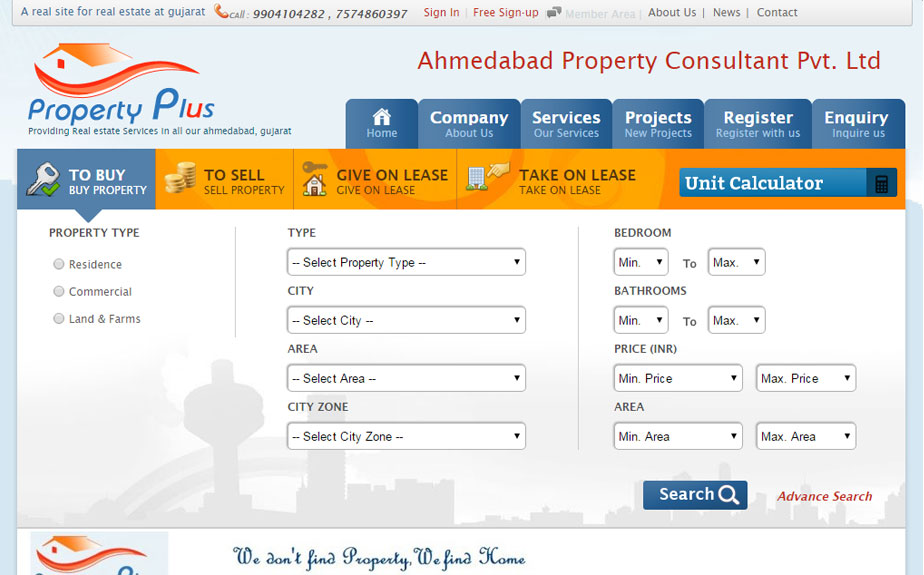 A real site for real estate at gujarat
CALL : 9904104282 , 7574860397
Sign In | Free Sign-up | Member Area | About Us | News | Contact
Property Plus
Providing Real estate Services in all our ahmedabad, gujarat
Ahmedabad Property Consultant Pvt. Ltd
Home
Company
About Us
Services
Our Services
Projects
New Projects
Register
Register with us
Enquiry
Inquire us
TO BUY
BUY PROPERTY
TO SELL
SELL PROPERTY
GIVE ON LEASE
GIVE ON LEASE
TAKE ON LEASE
TAKE ON LEASE
Unit Calculator
PROPERTY TYPE
Residence
Commercial
Land & Farms
TYPE
-- Select Property Type --
CITY
-- Select City --
AREA
-- Select Area --
CITY ZONE
-- Select City Zone --
BEDROOM
Min. To Max.
BATHROOMS
Min. To Max.
PRICE (INR)
Min. Price Max. Price
AREA
Min. Area Max. Area
Search
Advance Search
We don't find Property,We find Home